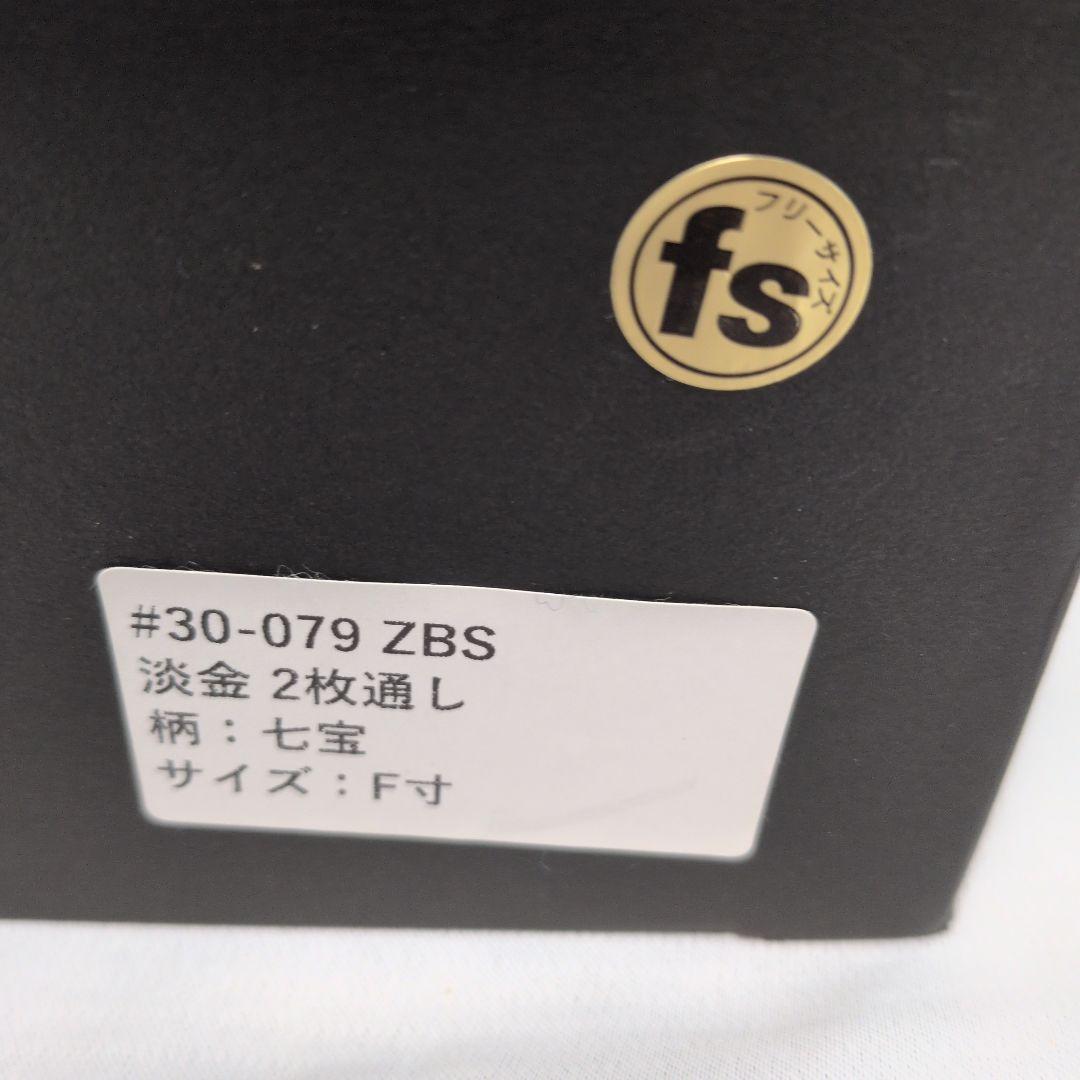 フリーサイズ
fs
#30-079 ZBS
淡金 2枚通し
柄：七宝
サイズ：F寸